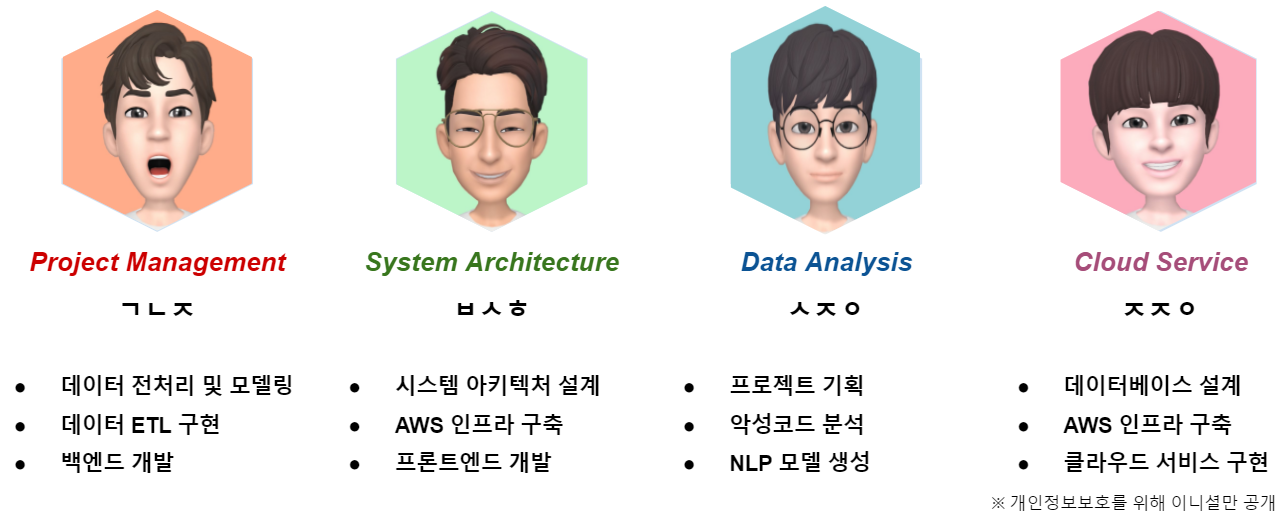 Project Management
ㄱㄴㅈ
● 데이터 전처리 및 모델링
● 데이터 ETL 구현
● 백엔드 개발
System Architecture
ㅂㅅㅎ
● 시스템 아키텍처 설계
● AWS 인프라 구축
● 프론트엔드 개발
Data Analysis
ㅅㅈㅇ
● 프로젝트 기획
● 악성코드 분석
● NLP 모델 생성
Cloud Service
ㅈㅈㅇ
● 데이터베이스 설계
● AWS 인프라 구축
● 클라우드 서비스 구현
※ 개인정보보호를 위해 이니셜만 공개